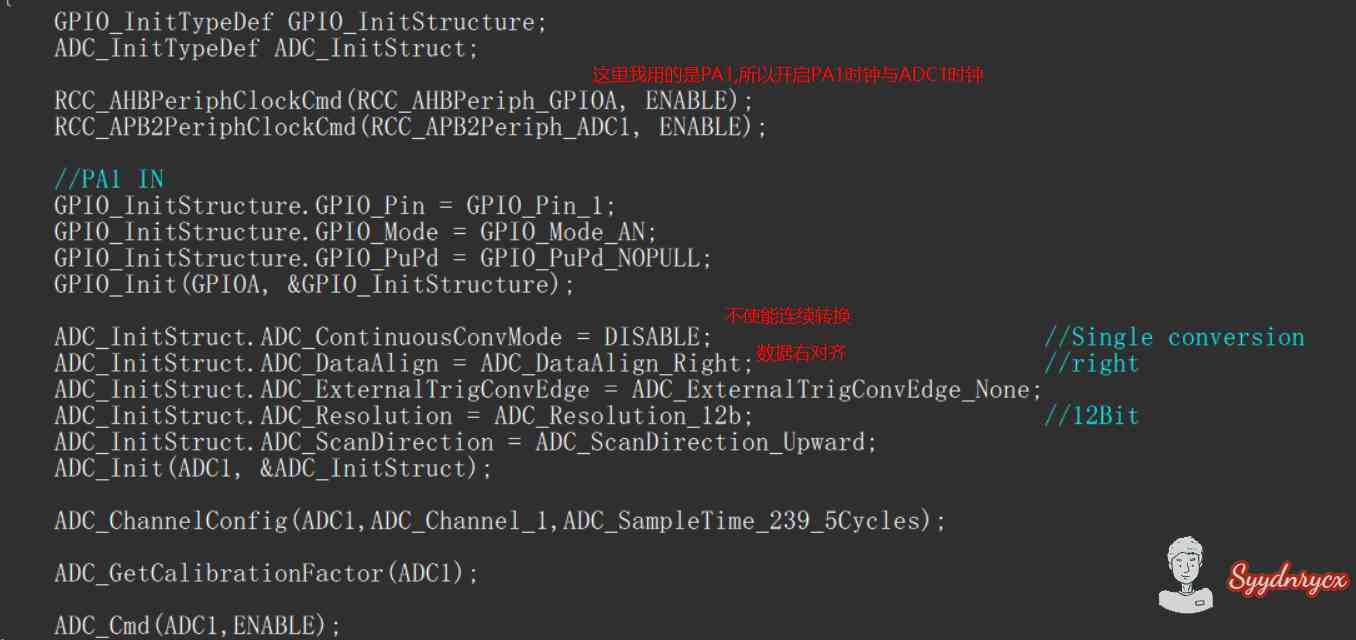 {
GPIO_InitTypeDef GPIO_InitStructure;
ADC_InitTypeDef ADC_InitStruct;
这里我用的是PA1,所以开启PA1时钟与ADC1时钟
RCC_AHBPeriphClockCmd(RCC_AHBPeriph_GPIOA, ENABLE);
RCC_APB2PeriphClockCmd(RCC_APB2Periph_ADC1, ENABLE);
//PA1 IN
GPIO_InitStructure.GPIO_Pin = GPIO_Pin_1;
GPIO_InitStructure.GPIO_Mode = GPIO_Mode_AN;
GPIO_InitStructure.GPIO_PuPd = GPIO_PuPd_NOPULL;
GPIO_Init(GPIOA, &GPIO_InitStructure);
不使能连续转换
ADC_InitStruct.ADC_ContinuousConvMode = DISABLE; //Single conversion
数据右对齐
ADC_InitStruct.ADC_DataAlign = ADC_DataAlign_Right; //right
ADC_InitStruct.ADC_ExternalTrigConvEdge = ADC_ExternalTrigConvEdge_None;
ADC_InitStruct.ADC_Resolution = ADC_Resolution_12b; //12Bit
ADC_InitStruct.ADC_ScanDirection = ADC_ScanDirection_Upward;
ADC_Init(ADC1, &ADC_InitStruct);
ADC_ChannelConfig(ADC1,ADC_Channel_1,ADC_SampleTime_239_5Cycles);
ADC_GetCalibrationFactor(ADC1);
ADC_Cmd(ADC1,ENABLE);
Syydnrycx